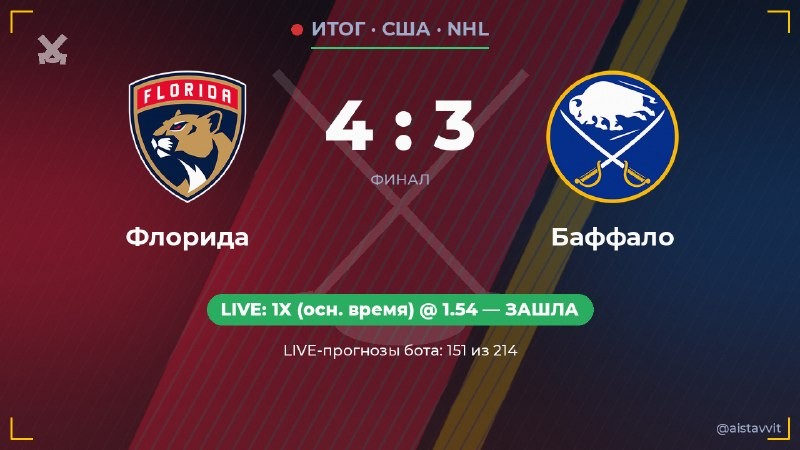 ИТОГ · США · NHL
FLORIDA
4 : 3
ФИНАЛ
Флорида
Баффало
LIVE: 1X (осн. время) @ 1.54 — ЗАШЛА
LIVE-прогнозы бота: 151 из 214
@aistavvit